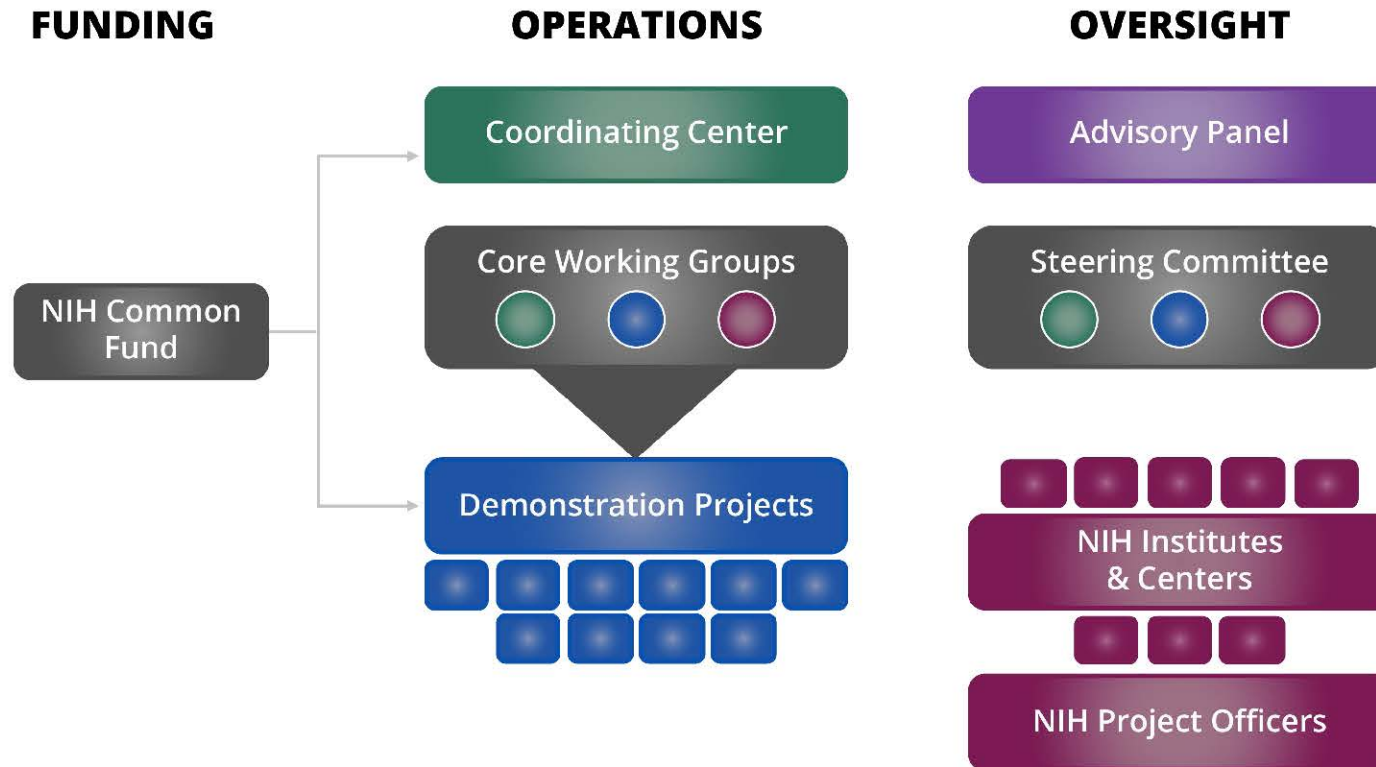 FUNDING
OPERATIONS
OVERSIGHT
Coordinating Center
Advisory Panel
Core Working Groups
Steering Committee
NIH Common
Fund
Demonstration Projects
NIH Institutes
& Centers
NIH Project Officers